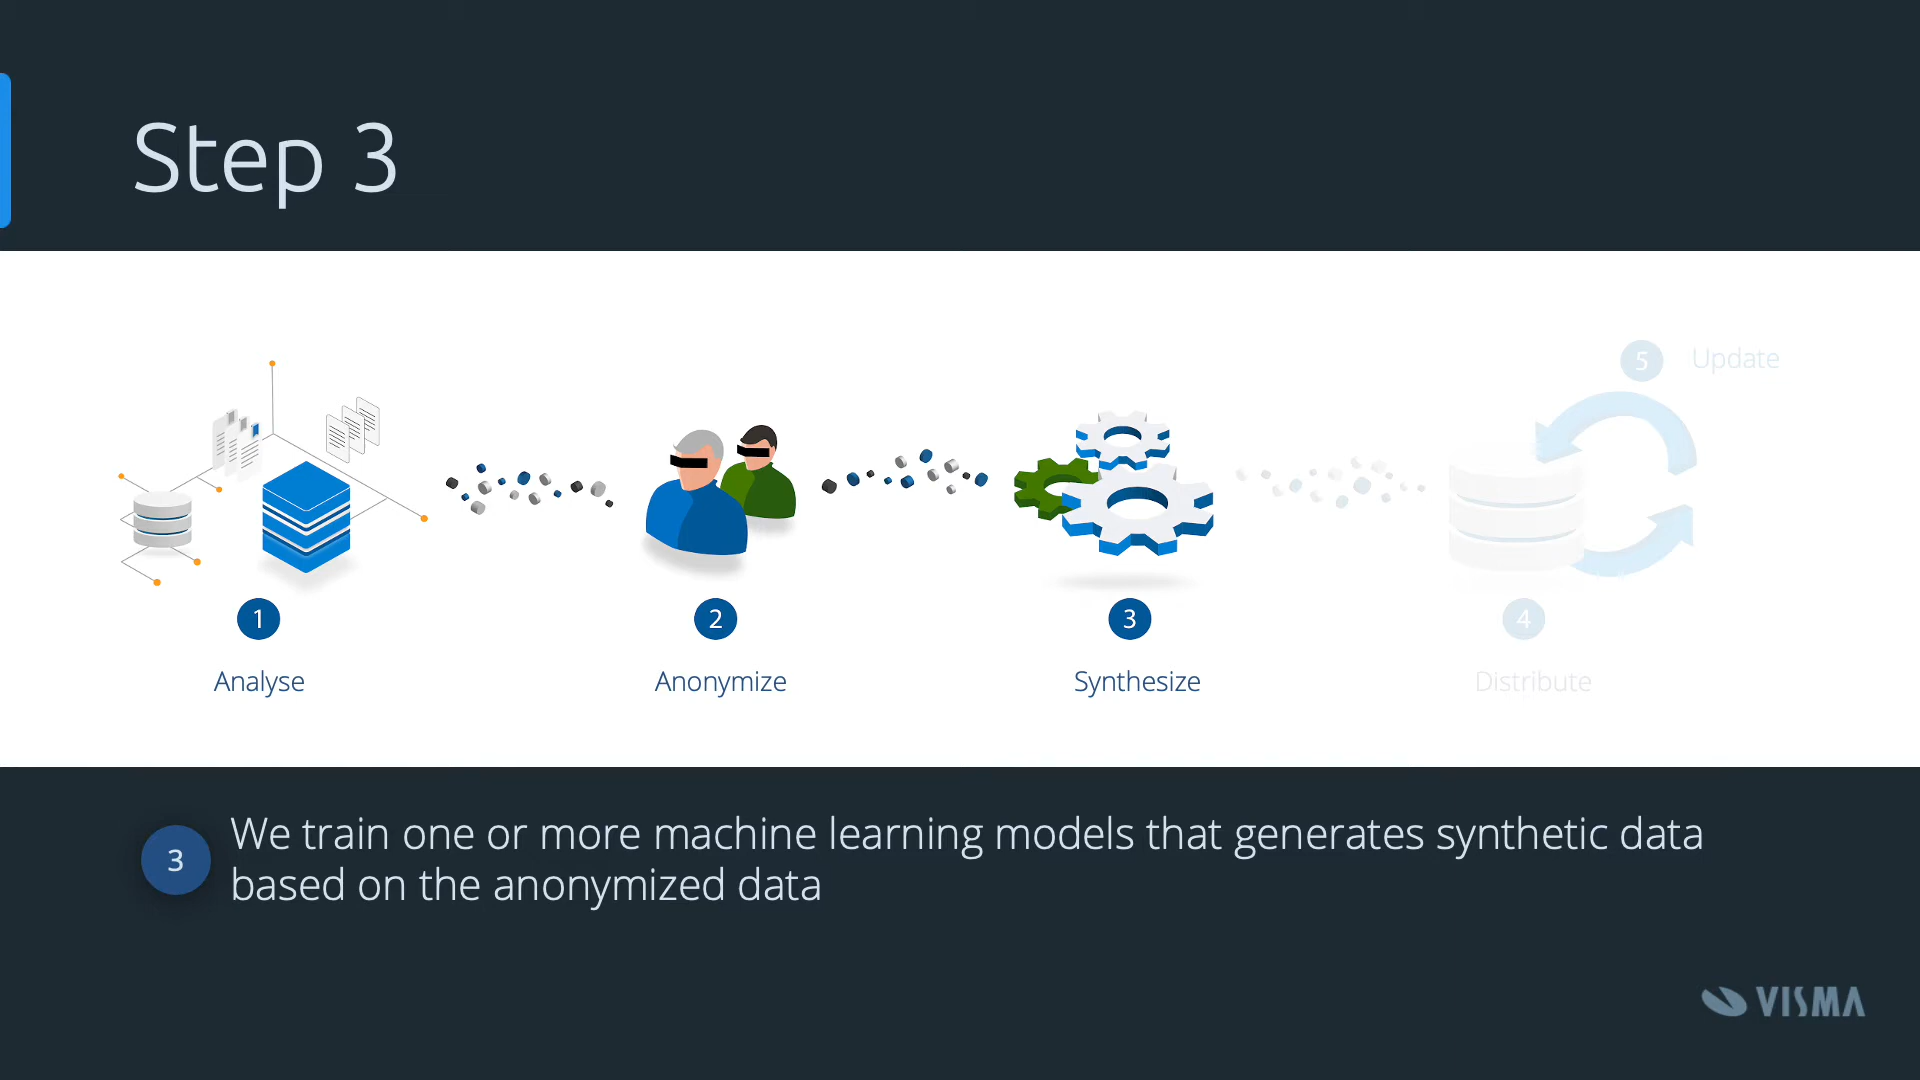 Step 3
5 Update
1
2
3
4
Analyse
Anonymize
Synthesize
Distribute
3 We train one or more machine learning models that generates synthetic data
based on the anonymized data
VISMA